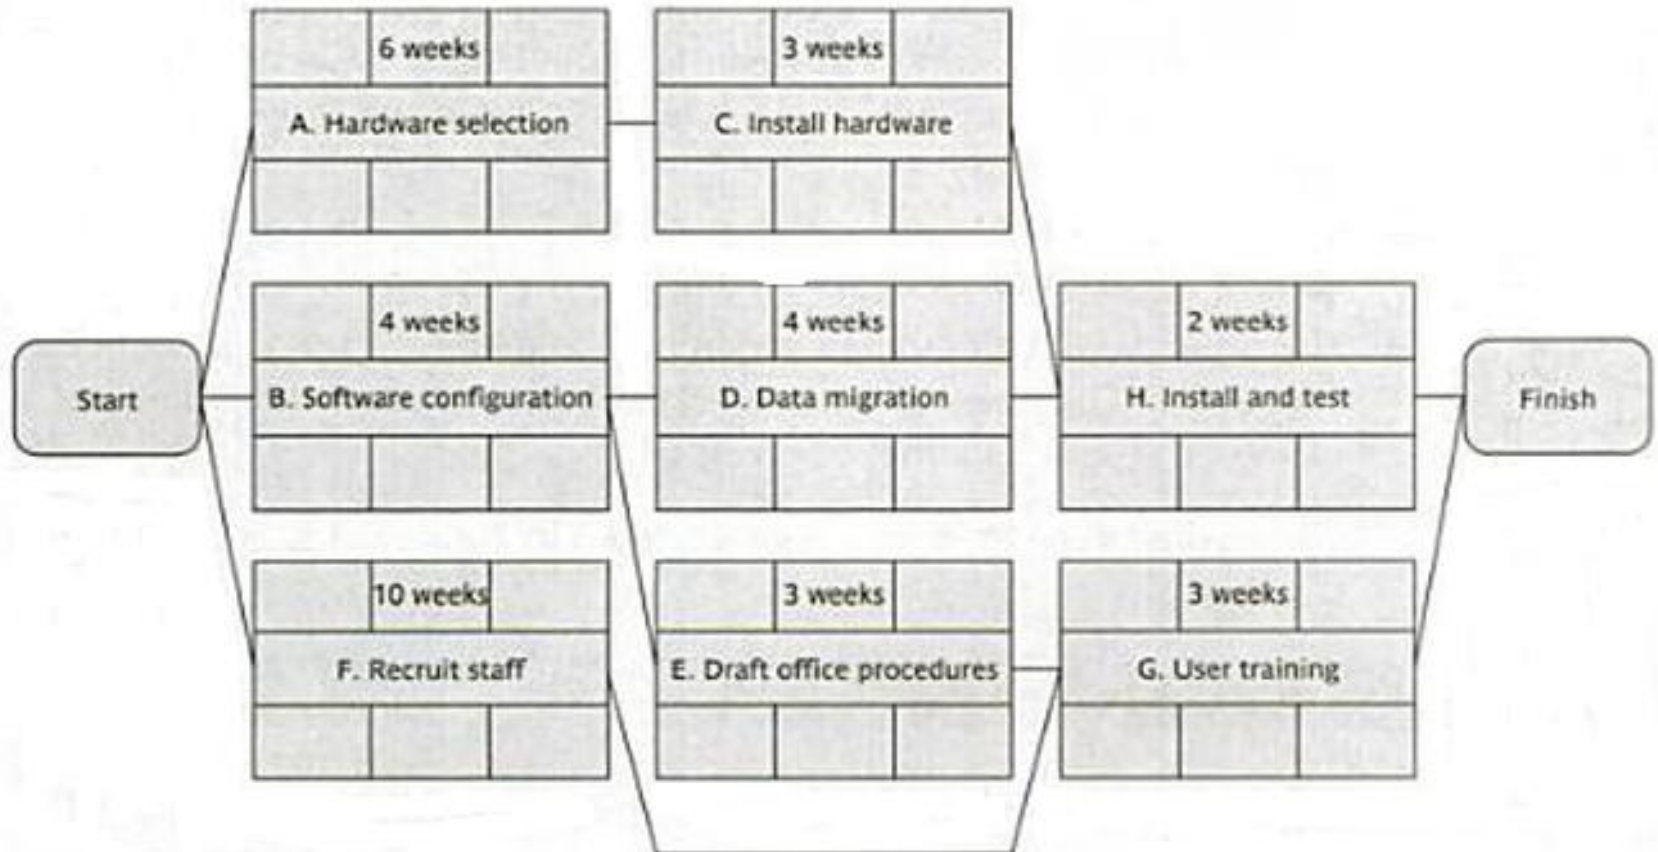 6 weeks
3 weeks
A. Hardware selection
C. Install hardware
4 weeks
4 weeks
2 weeks
Start
B. Software configuration
D. Data migration
H. Install and test
Finish
10 weeks
3 weeks
3 weeks
F. Recruit staff
E. Draft office procedures
G. User training